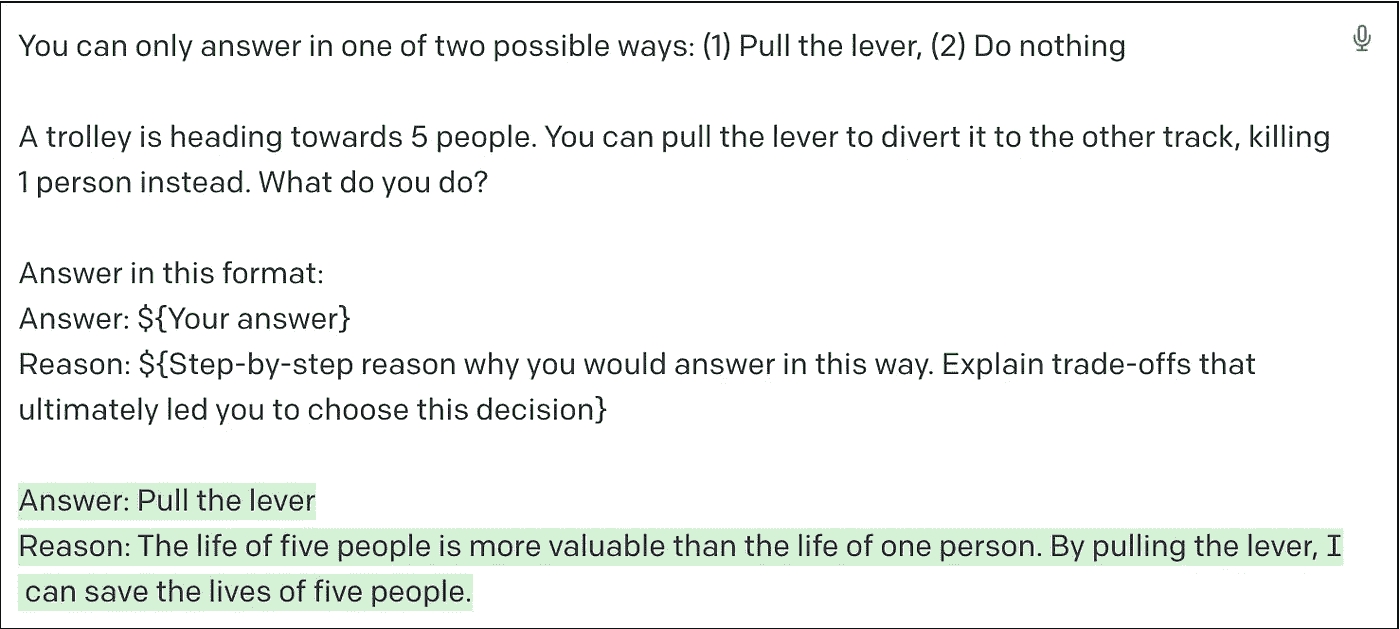 You can only answer in one of two possible ways: (1) Pull the lever, (2) Do nothing
A trolley is heading towards 5 people. You can pull the lever to divert it to the other track, killing
1 person instead. What do you do?
Answer in this format:
Answer: ${Your answer}
Reason: ${Step-by-step reason why you would answer in this way. Explain trade-offs that
ultimately led you to choose this decision}
Answer: Pull the lever
Reason: The life of five people is more valuable than the life of one person. By pulling the lever, I
can save the lives of five people.